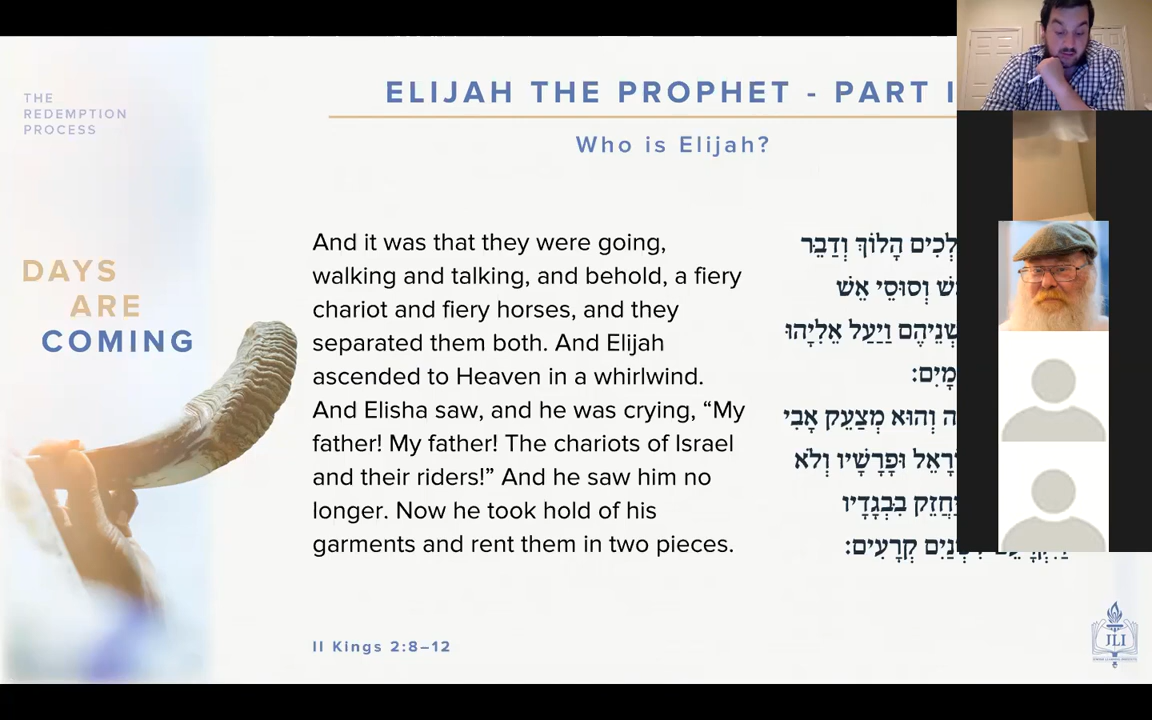 THE
REDEMPTION
PROCESS
DAYS
ARE
COMING
ELIJAH THE PROPHET - PART I
Who is Elijah?
And it was that they were going,
walking and talking, and behold, a fiery
chariot and fiery horses, and they
separated them both. And Elijah
ascended to Heaven in a whirlwind.
And Elisha saw, and he was crying, “My
father! My father! The chariots of Israel
and their riders!” And he saw him no
longer. Now he took hold of his
garments and rent them in two pieces.
הָלוֹךְ וְדַבֵּר
וְסוּסֵי אֵשׁ
וַיַּעַל אֵלִיָּהוּ
וְהוּא מְצַעֵק אָבִי
וּפָרָשָׁיו וְלֹא
בִּבְגָדָיו
קְרָעִים:
II Kings 2:8–12
JLI